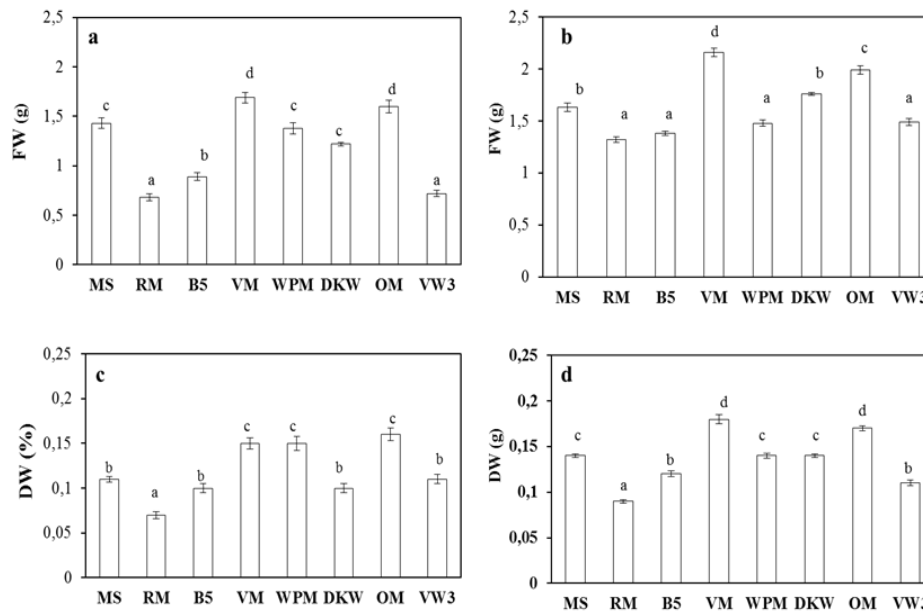 a
FW (g)
2,5
2
1,5
1
0,5
0
c a b d c c d a
MS RM B5 VM WPM DKW OM VW3
b
FW (g)
2,5
2
1,5
1
0,5
0
b a a d a b c a
MS RM B5 VM WPM DKW OM VW3
c
DW (%)
0,25
0,2
0,15
0,1
0,05
0
b a b c c b c b
MS RM B5 VM WPM DKW OM VW3
d
DW (g)
0,25
0,2
0,15
0,1
0,05
0
c a b d c c d b
MS RM B5 VM WPM DKW OM VW3